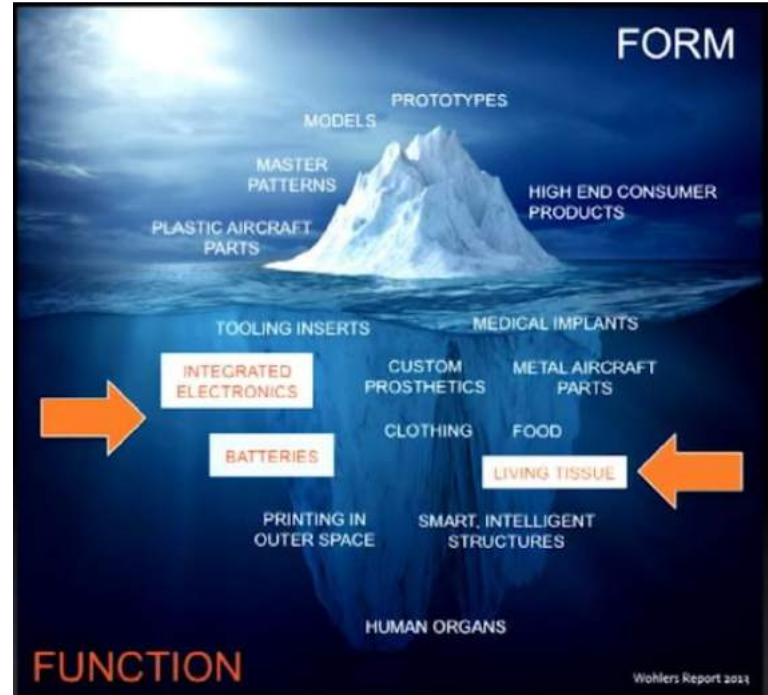 FORM
PROTOTYPES
MODELS
MASTER
PATTERNS
HIGH END CONSUMER
PRODUCTS
PLASTIC AIRCRAFT
PARTS
TOOLING INSERTS
MEDICAL IMPLANTS
INTEGRATED
ELECTRONICS
CUSTOM
PROSTHETICS
METAL AIRCRAFT
PARTS
CLOTHING
FOOD
BATTERIES
LIVING TISSUE
PRINTING IN
OUTER SPACE
SMART, INTELLIGENT
STRUCTURES
HUMAN ORGANS
FUNCTION
Wohlers Report 2013